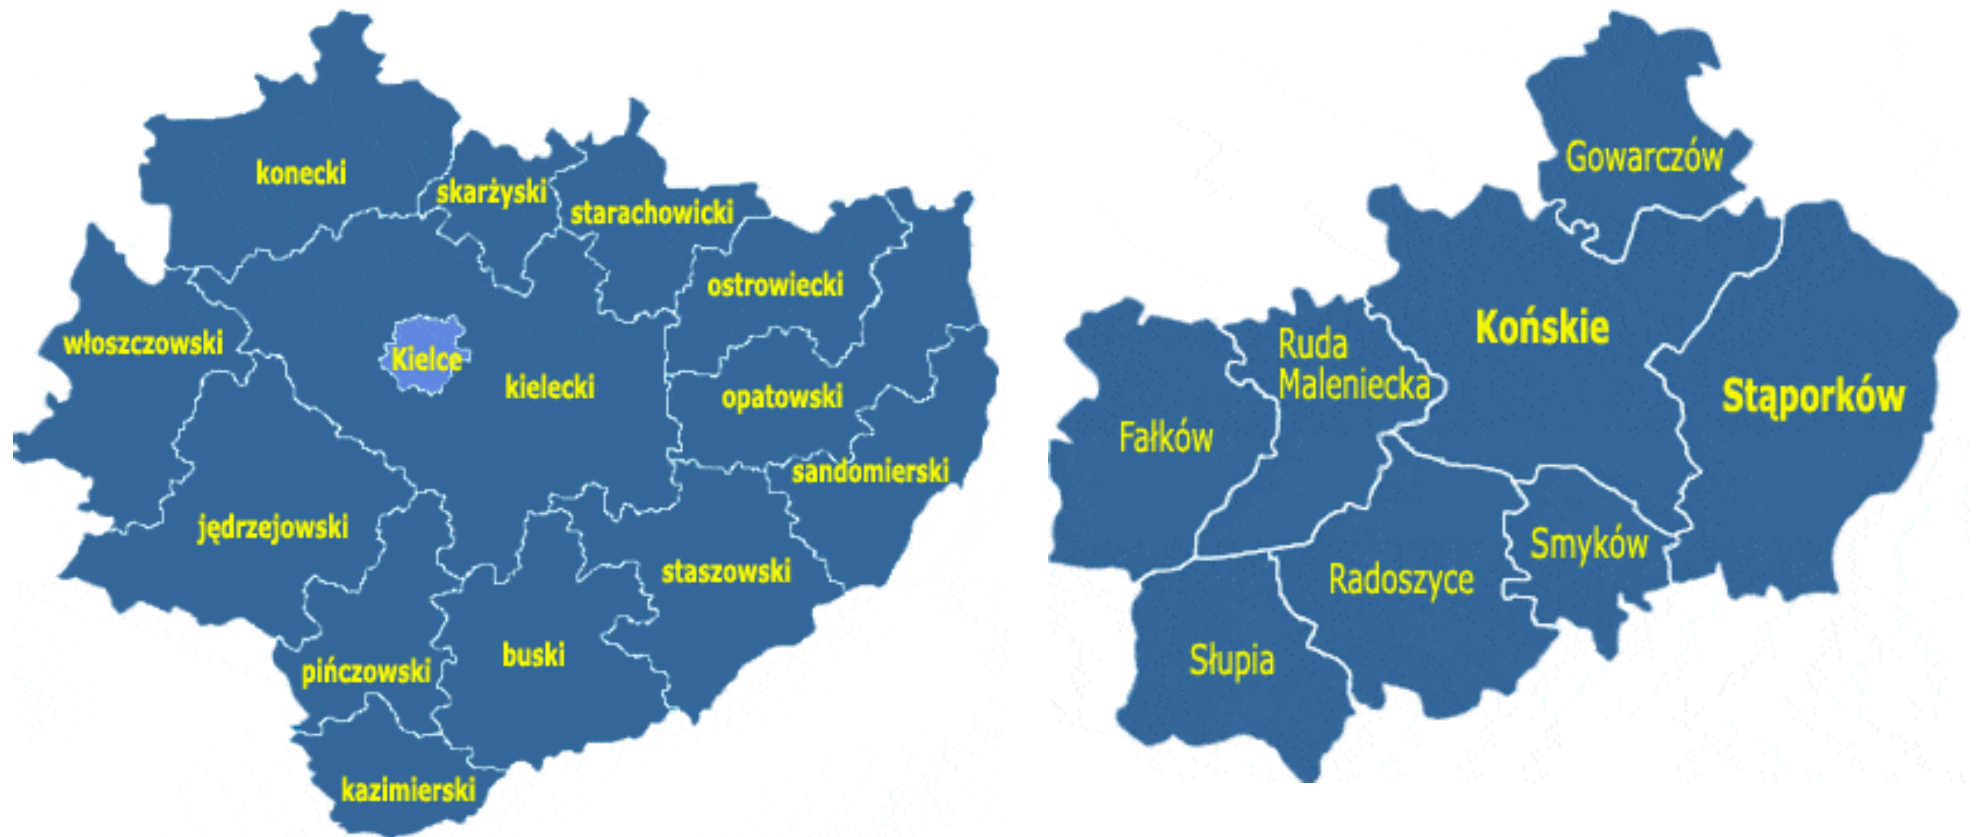 konecki
skarżyski
starachowicki
ostrowiecki
włoszczowski
Kielce
kielecki
opatowski
sandomierski
jędrzejowski
staszowski
buski
pińczowski
kazimierski
Gowarczów
Końskie
Ruda
Maleniecka
Stąporków
Fałków
Smyków
Radoszyce
Słupia